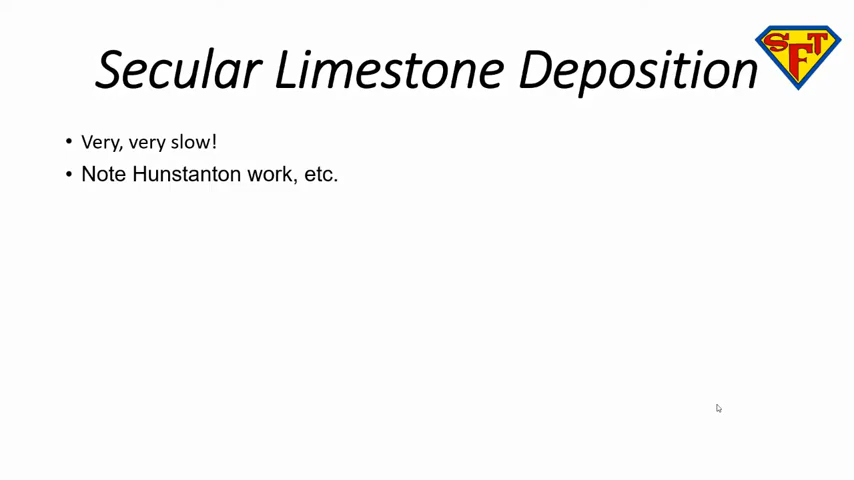 Secular Limestone Deposition
SFT
• Very, very slow!
• Note Hunstanton work, etc.